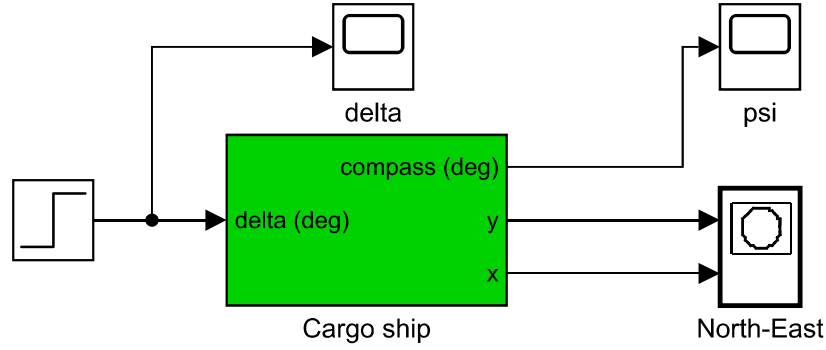 delta
psi
compass (deg)
delta (deg)
y
x
Cargo ship
North-East